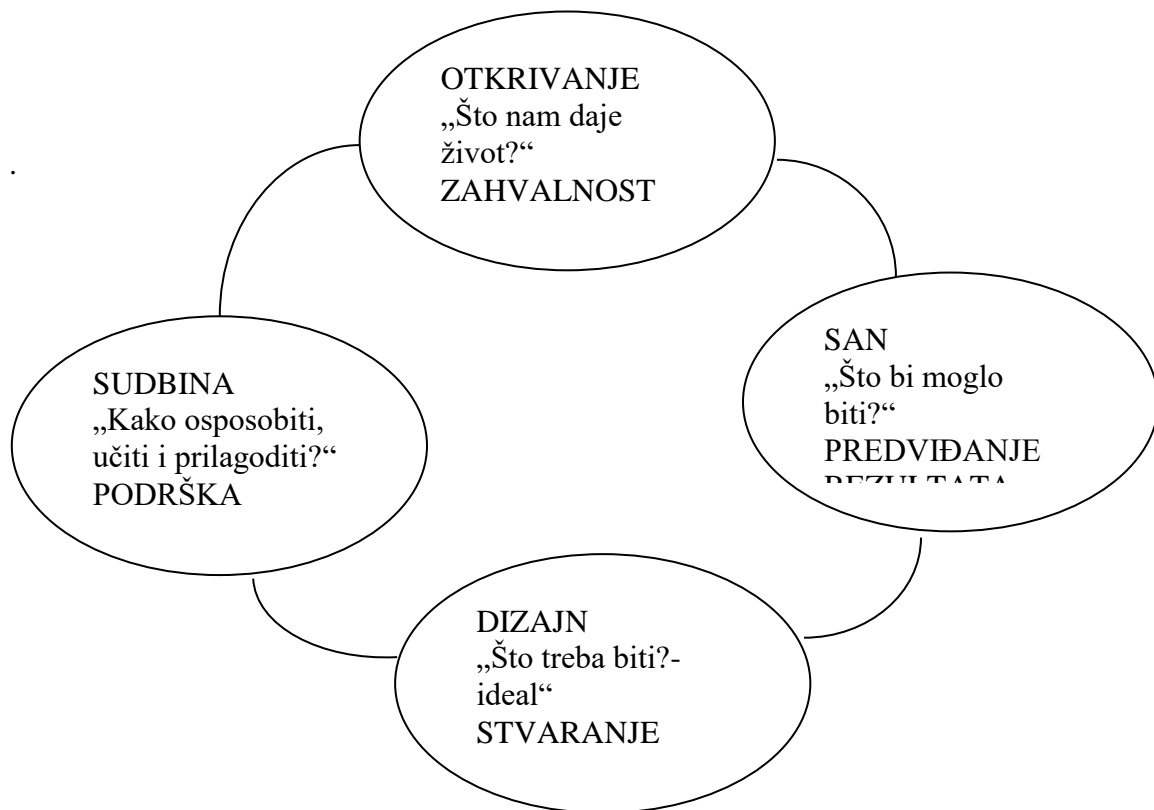 OTKRIVANJE
„Što nam daje
život?“
ZAHVALNOST
.
SAN
„Što bi moglo
biti?“
PREDVIĐANJE
REZULTATA
SUDBINA
„Kako osposobiti,
učiti i prilagoditi?“
PODRŠKA
DIZAJN
„Što treba biti?-
ideal“
STVARANJE